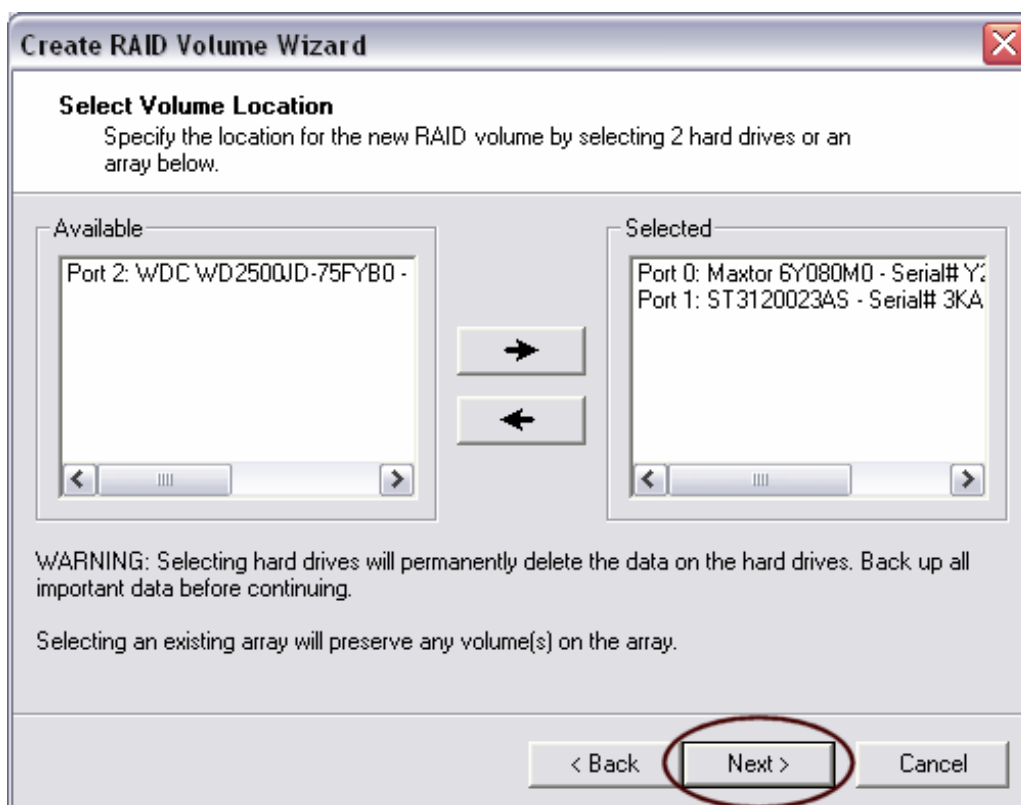 Create RAID Volume Wizard
Select Volume Location
Specify the location for the new RAID volume by selecting 2 hard drives or an
array below.
Available
Port 2: WDC WD2500JD-75FYB0 -
Selected
Port 0: Maxtor 6Y080M0 - Serial# Y2
Port 1: ST3120023AS - Serial# 3KA
WARNING: Selecting hard drives will permanently delete the data on the hard drives. Back up all
important data before continuing.
Selecting an existing array will preserve any volume(s) on the array.
< Back Next > Cancel